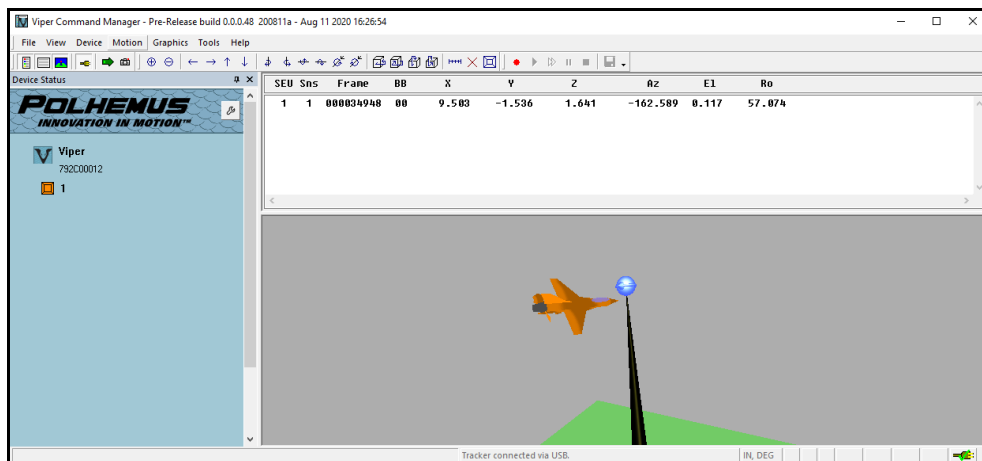 Viper Command Manager - Pre-Release build 0.0.0.48 200811a - Aug 11 2020 16:26:54
File View Device Motion Graphics Tools Help
Device Status
POLHEMUS
INNOVATION IN MOTION™
Viper
792C00012
1
SEU Sns Frame BB X Y Z Az El Ro
1 1 000034948 00 9.503 -1.536 1.641 -162.589 0.117 57.074
Tracker connected via USB.
IN, DEG